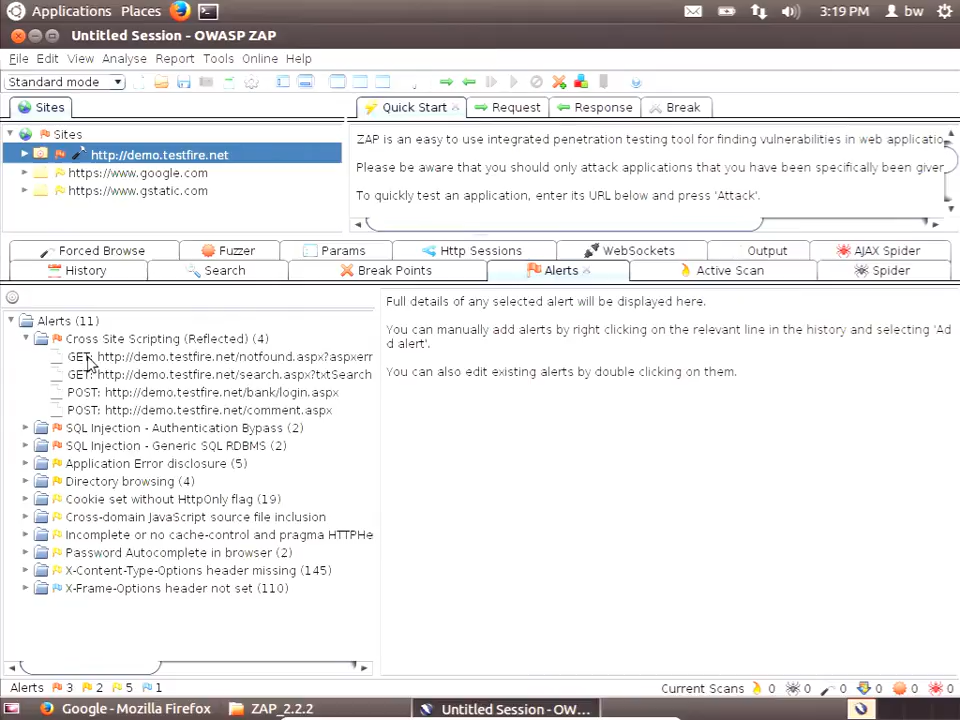 Applications Places 3:19 PM bw
Untitled Session - OWASP ZAP
File Edit View Analyse Report Tools Online Help
Standard mode
Sites Quick Start Request Response Break
Sites
http://demo.testfire.net
https://www.google.com
https://www.gstatic.com
ZAP is an easy to use integrated penetration testing tool for finding vulnerabilities in web applicatio
Please be aware that you should only attack applications that you have been specifically been giver
To quickly test an application, enter its URL below and press 'Attack'.
Forced Browse Fuzzer Params Http Sessions WebSockets Output AJAX Spider
History Search Break Points Alerts Active Scan Spider
Alerts (11)
Cross Site Scripting (Reflected) (4)
GET: http://demo.testfire.net/notfound.aspx?aspxerr
GET: http://demo.testfire.net/search.aspx?txtSearch
POST: http://demo.testfire.net/bank/login.aspx
POST: http://demo.testfire.net/comment.aspx
SQL Injection - Authentication Bypass (2)
SQL Injection - Generic SQL RDBMS (2)
Application Error disclosure (5)
Directory browsing (4)
Cookie set without HttpOnly flag (19)
Cross-domain JavaScript source file inclusion
Incomplete or no cache-control and pragma HTTPHe
Password Autocomplete in browser (2)
X-Content-Type-Options header missing (145)
X-Frame-Options header not set (110)
Full details of any selected alert will be displayed here.
You can manually add alerts by right clicking on the relevant line in the history and selecting 'Ad
d alert'.
You can also edit existing alerts by double clicking on them.
Alerts 3 2 5 1 Current Scans 0 0 0 0 0 0
Google - Mozilla Firefox ZAP_2.2.2 Untitled Session - OW...